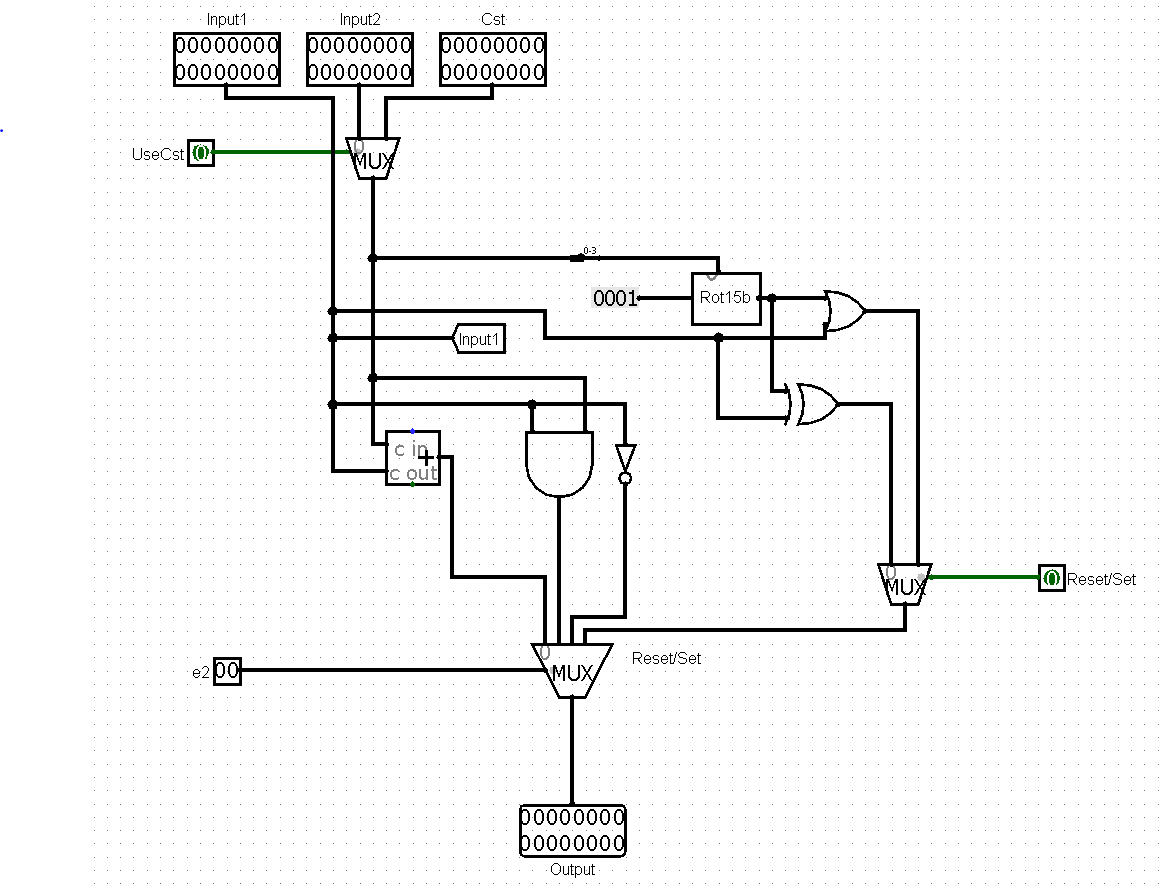 Input1 Input2 Cst
00000000 00000000 00000000
00000000 00000000 00000000
UseCst 0
0
MUX
0-3
0001
Rot15b
Input1
c in
+
c out
0
MUX
0 Reset/Set
0
MUX
Reset/Set
e2 00
00000000
00000000
Output